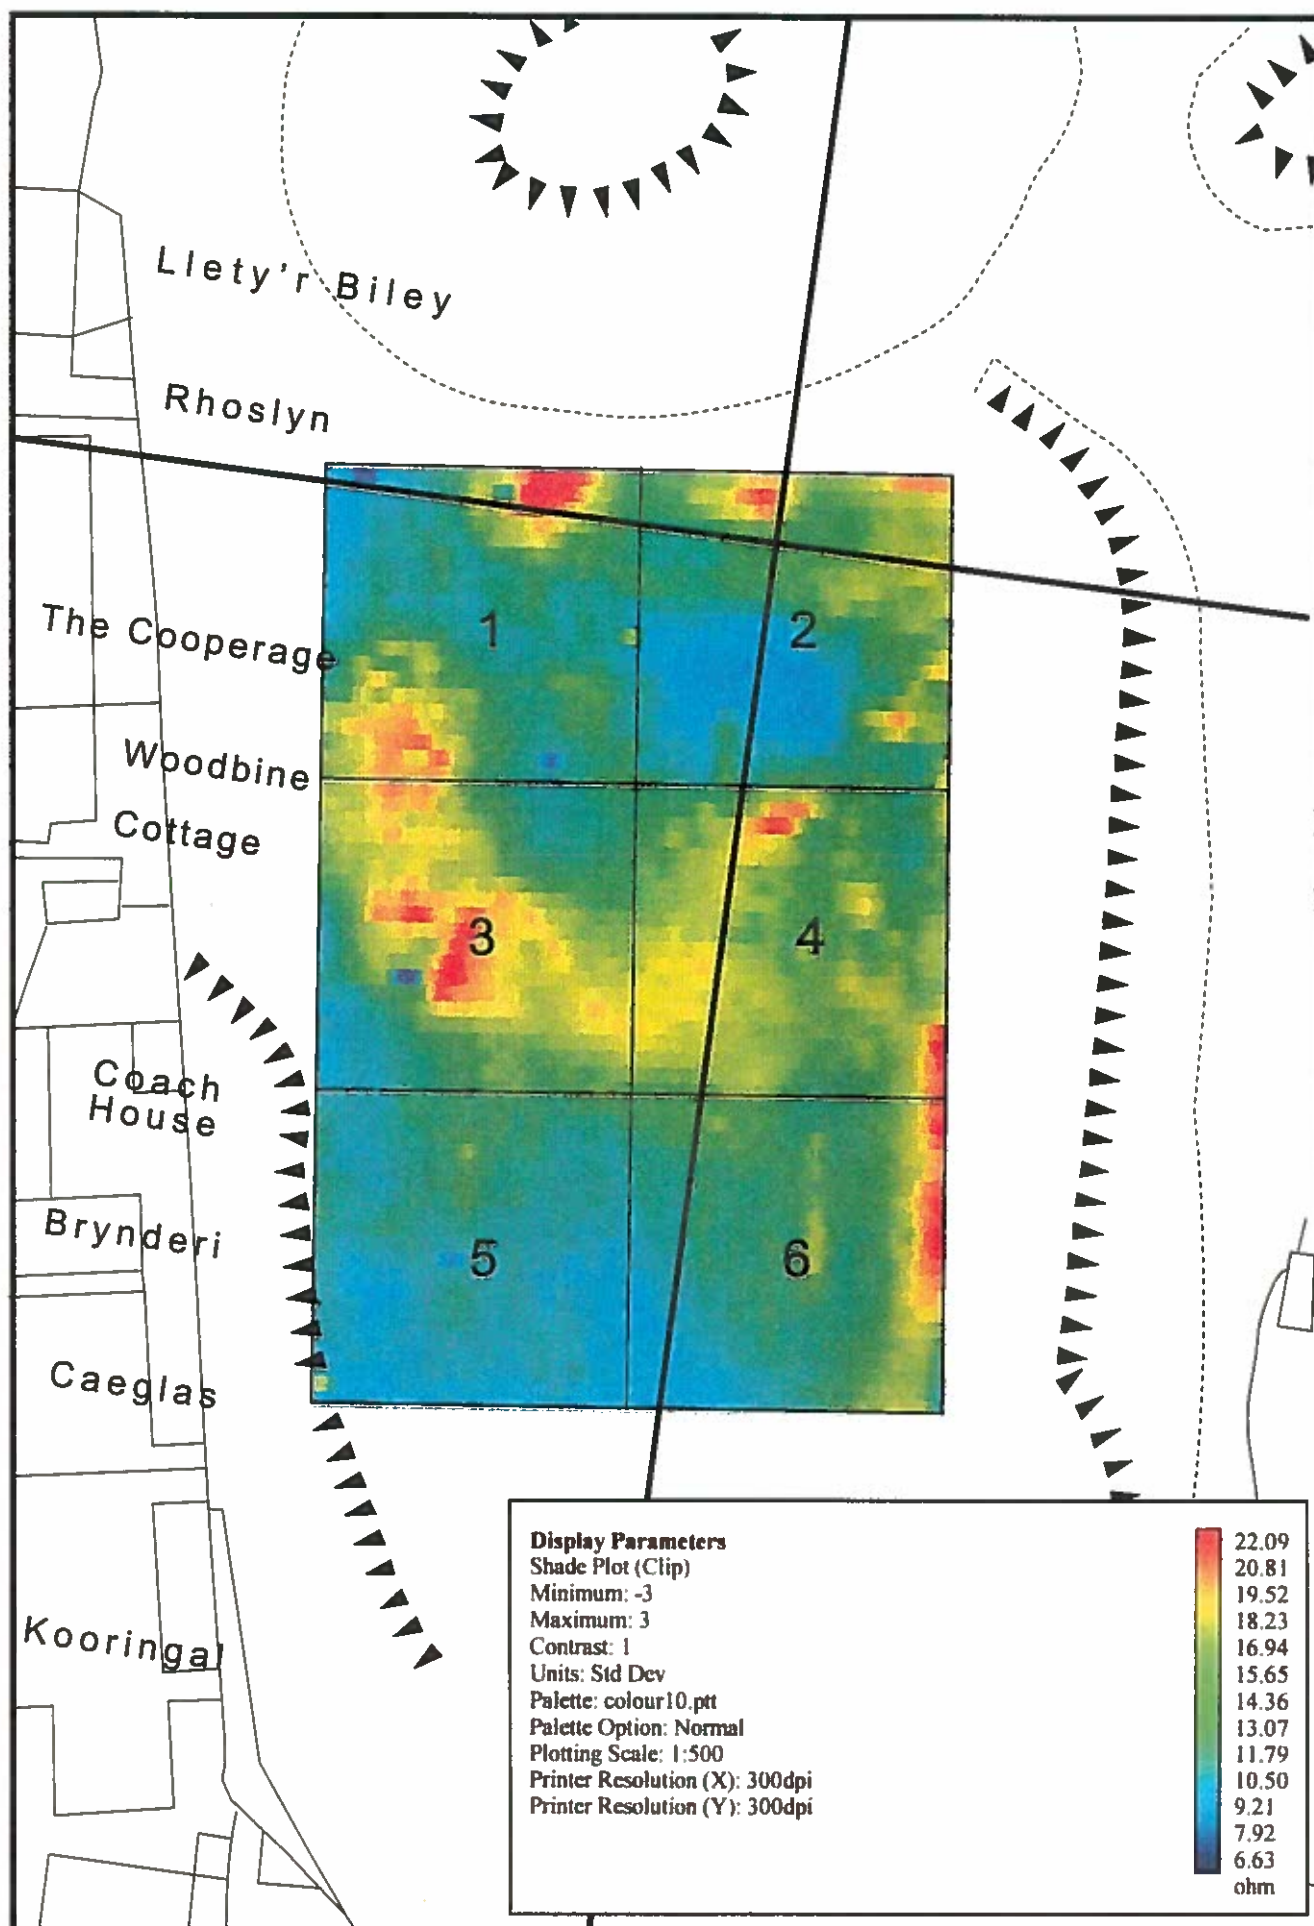 Llety'r Biley
Rhoslyn
The Cooperage
1
2
Woodbine
Cottage
3
4
Coach
House
Brynderi
5
6
Caeglas
Kooringal
Display Parameters
Shade Plot (Clip)
Minimum: -3
Maximum: 3
Contrast: 1
Units: Std Dev
Palette: colour10.ptt
Palette Option: Normal
Plotting Scale: 1:500
Printer Resolution (X): 300dpi
Printer Resolution (Y): 300dpi
22.09
20.81
19.52
18.23
16.94
15.65
14.36
13.07
11.79
10.50
9.21
7.92
6.63
ohm